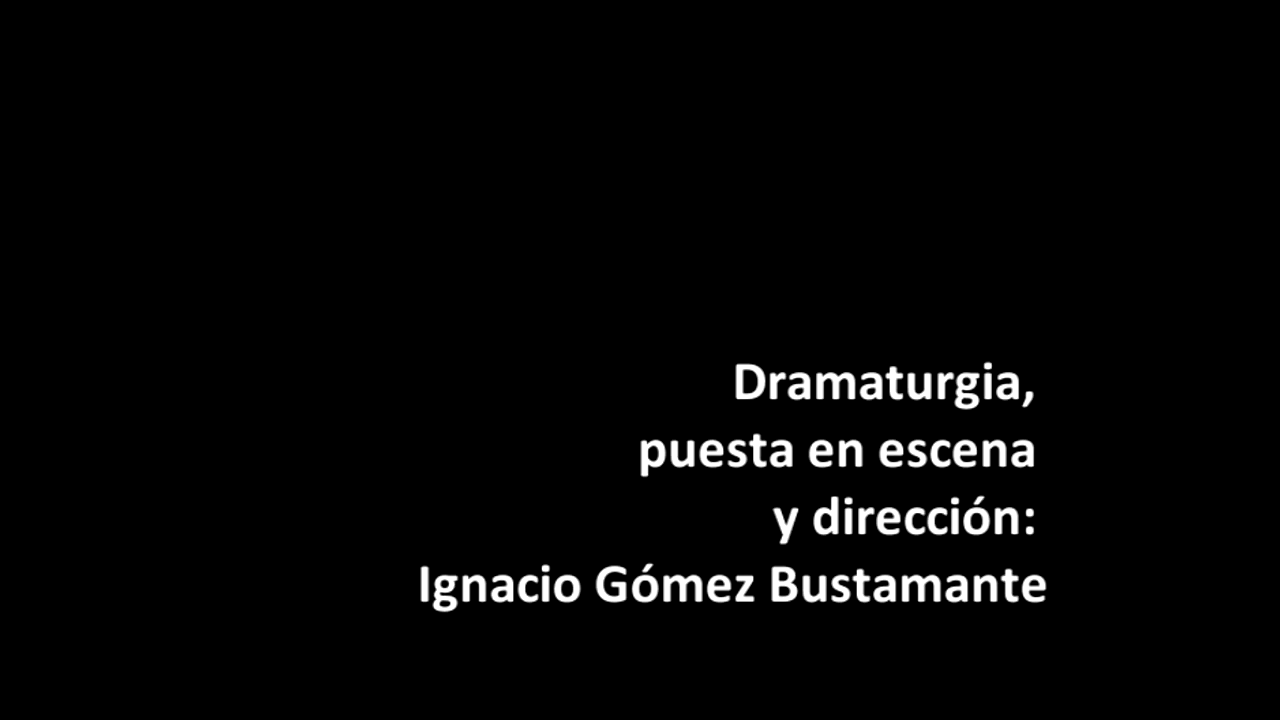 Dramaturgia,
puesta en escena
y dirección:
Ignacio Gómez Bustamante